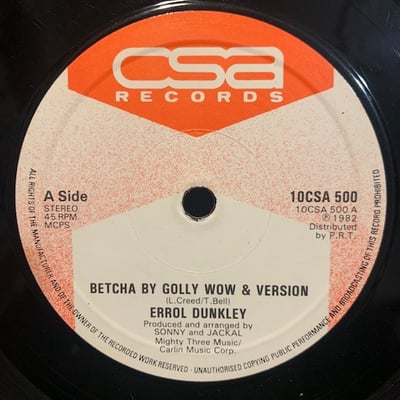 csa
RECORDS
A Side
STEREO
45 RPM
MCPS
10CSA 500
10CSA 500 A
℗ 1982
Distributed
by P.R.T.
BETCHA BY GOLLY WOW & VERSION
(L.Creed/T.Bell)
ERROL DUNKLEY
Produced and arranged by
SONNY and JACKAL
Mighty Three Music/
Carlin Music Corp.
ALL RIGHTS OF THE MANUFACTURER AND OF THE OWNER OF THE RECORDED WORK RESERVED - UNAUTHORISED COPYING PUBLIC PERFORMANCE AND BROADCASTING OF THIS RECORD PROHIBITED